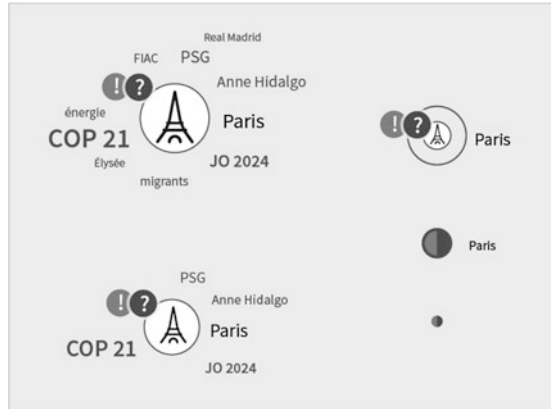 Real Madrid
FIAC
PSG
Anne Hidalgo
! ?
énergie
Paris
COP 21
Élysée
JO 2024
migrants
! ?
Paris
Paris
PSG
! ?
Anne Hidalgo
Paris
COP 21
JO 2024